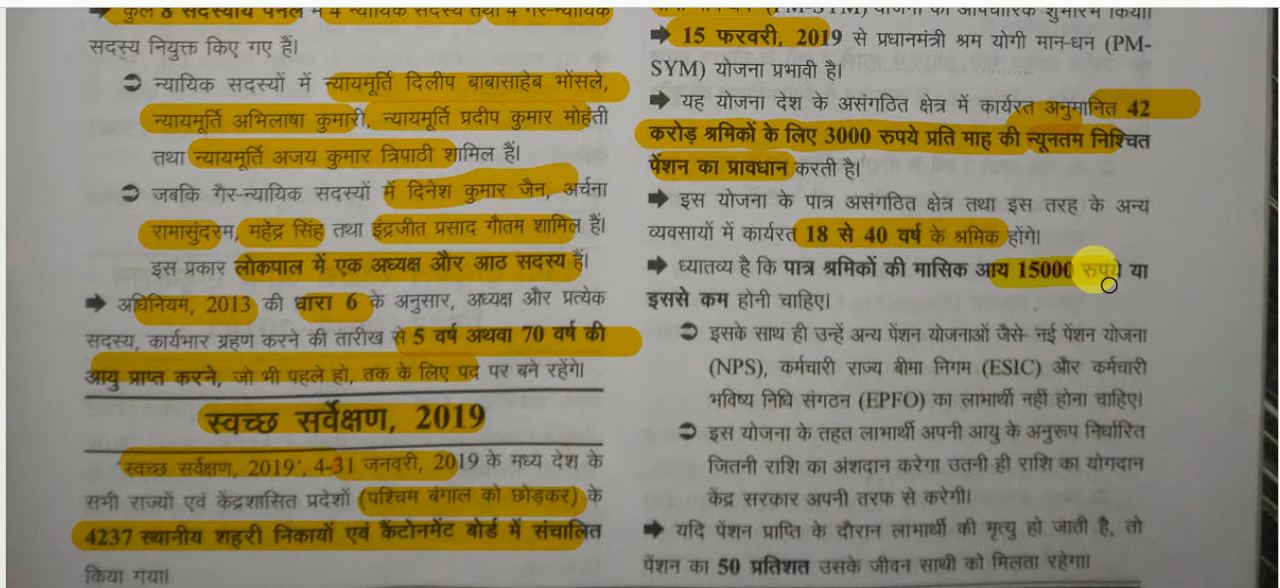 ➡ कुल 8 सदस्यीय पैनल में 4 न्यायिक सदस्य तथा 4 गैर-न्यायिक
सदस्य नियुक्त किए गए हैं।
➲ न्यायिक सदस्यों में न्यायमूर्ति दिलीप बाबासाहेब भोंसले,
न्यायमूर्ति अभिलाषा कुमारी, न्यायमूर्ति प्रदीप कुमार मोहंती
तथा न्यायमूर्ति अजय कुमार त्रिपाठी शामिल हैं।
➲ जबकि गैर-न्यायिक सदस्यों में दिनेश कुमार जैन, अर्चना
रामासुंदरम, महेंद्र सिंह तथा इंद्रजीत प्रसाद गौतम शामिल हैं।
इस प्रकार लोकपाल में एक अध्यक्ष और आठ सदस्य हैं।
➡ अधिनियम, 2013 की धारा 6 के अनुसार, अध्यक्ष और प्रत्येक
सदस्य, कार्यभार ग्रहण करने की तारीख से 5 वर्ष अथवा 70 वर्ष की
आयु प्राप्त करने, जो भी पहले हो, तक के लिए पद पर बने रहेंगे।
स्वच्छ सर्वेक्षण, 2019
'स्वच्छ सर्वेक्षण, 2019', 4-31 जनवरी, 2019 के मध्य देश के
सभी राज्यों एवं केंद्रशासित प्रदेशों (पश्चिम बंगाल को छोड़कर) के
4237 स्थानीय शहरी निकायों एवं कैंटोनमेंट बोर्ड में संचालित
किया गया।
(PM-SYM) योजना का औपचारिक शुभारंभ किया।
➡ 15 फरवरी, 2019 से प्रधानमंत्री श्रम योगी मान-धन (PM-
SYM) योजना प्रभावी है।
➡ यह योजना देश के असंगठित क्षेत्र में कार्यरत अनुमानित 42
करोड़ श्रमिकों के लिए 3000 रुपये प्रति माह की न्यूनतम निश्चित
पेंशन का प्रावधान करती है।
➡ इस योजना के पात्र असंगठित क्षेत्र तथा इस तरह के अन्य
व्यवसायों में कार्यरत 18 से 40 वर्ष के श्रमिक होंगे।
➡ ध्यातव्य है कि पात्र श्रमिकों की मासिक आय 15000 रुपये या
इससे कम होनी चाहिए।
➲ इसके साथ ही उन्हें अन्य पेंशन योजनाओं जैसे- नई पेंशन योजना
(NPS), कर्मचारी राज्य बीमा निगम (ESIC) और कर्मचारी
भविष्य निधि संगठन (EPFO) का लाभार्थी नहीं होना चाहिए।
➲ इस योजना के तहत लाभार्थी अपनी आयु के अनुरूप निर्धारित
जितनी राशि का अंशदान करेगा उतनी ही राशि का योगदान
केंद्र सरकार अपनी तरफ से करेगी।
➡ यदि पेंशन प्राप्ति के दौरान लाभार्थी की मृत्यु हो जाती है, तो
पेंशन का 50 प्रतिशत उसके जीवन साथी को मिलता रहेगा।